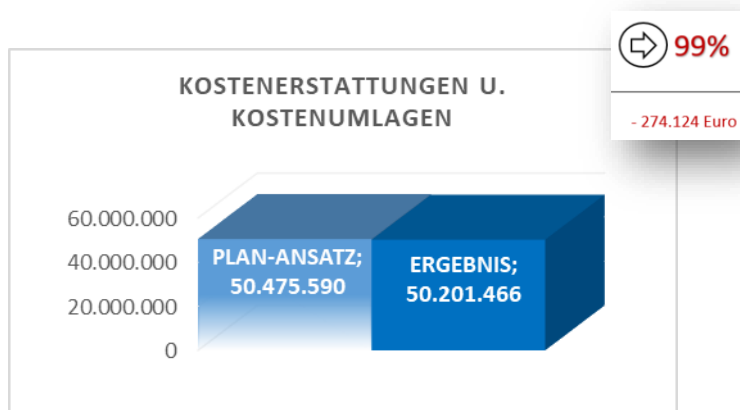 99%
- 274.124 Euro
KOSTENERSTATTUNGEN U.
KOSTENUMLAGEN
60.000.000
40.000.000
20.000.000
0
PLAN-ANSATZ;
50.475.590
ERGEBNIS;
50.201.466